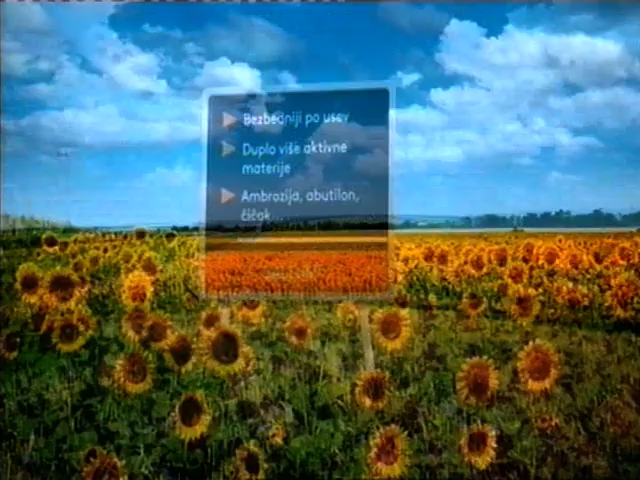 Bezbedniji po usev
Duplo više aktivne
materije
Ambrozija, abutilon,
čičak...